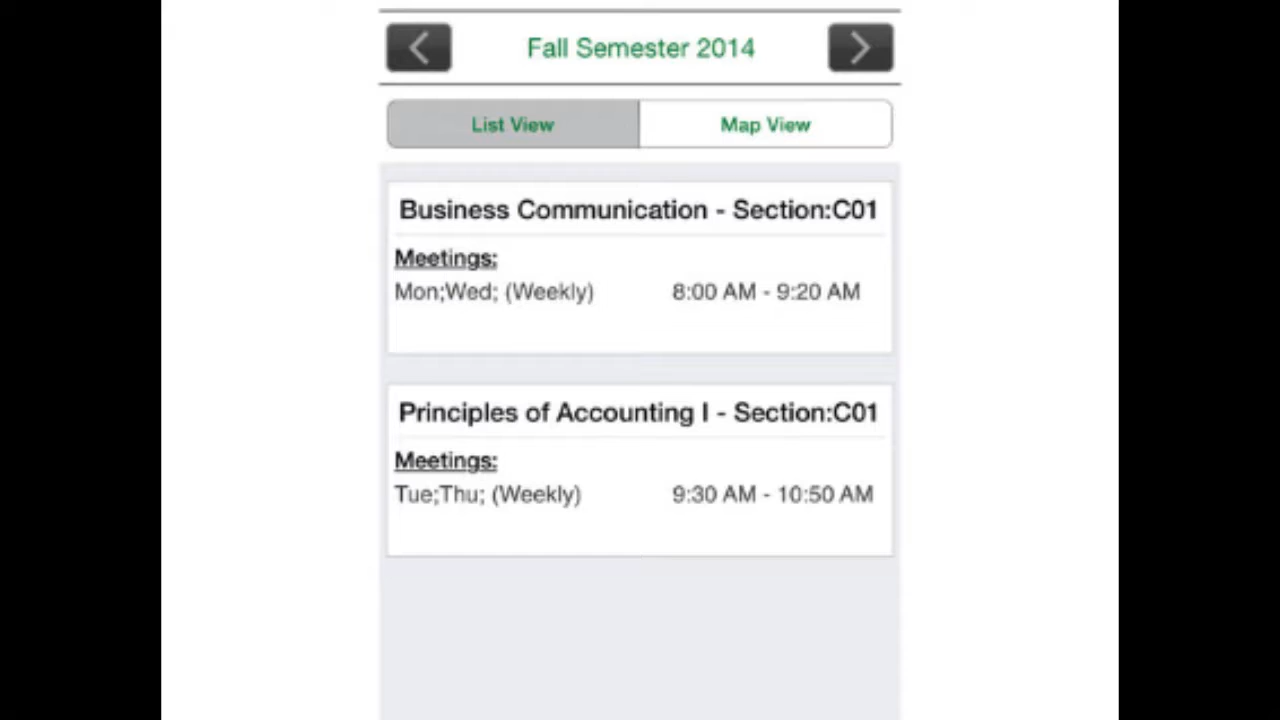 Fall Semester 2014
List View
Map View
Business Communication - Section:C01
Meetings:
Mon;Wed; (Weekly) 8:00 AM - 9:20 AM
Principles of Accounting I - Section:C01
Meetings:
Tue;Thu; (Weekly) 9:30 AM - 10:50 AM